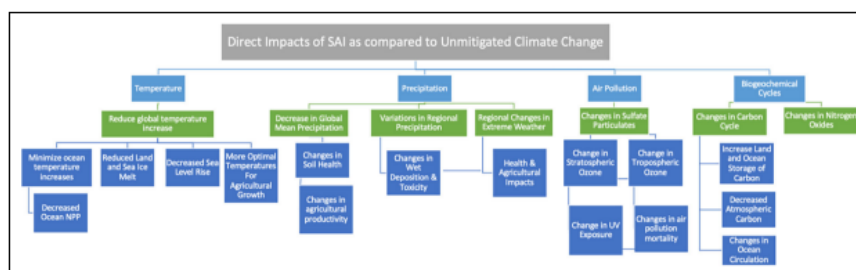 Direct Impacts of SAI as compared to Unmitigated Climate Change
Temperature
Precipitation
Air Pollution
Biogeochemical
Cycles
Reduce global temperature
increase
Decrease in Global
Mean Precipitation
Variations in Regional
Precipitation
Regional Changes in
Extreme Weather
Changes in Sulfate
Particulates
Changes in Carbon
Cycle
Changes in Nitrogen
Oxides
Minimize ocean
temperature
increases
Reduced Land
and Sea Ice
Melt
Decreased Sea
Level Rise
More Optimal
Temperatures
For
Agricultural
Growth
Changes in
Soil Health
Changes in
Wet
Deposition &
Toxicity
Health &
Agricultural
Impacts
Change in
Stratospheric
Ozone
Change in
Tropospheric
Ozone
Increase Land
and Ocean
Storage of
Carbon
Decreased
Ocean NPP
Changes in
agricultural
productivity
Change in UV
Exposure
Changes in air
pollution
mortality
Decreased
Atmospheric
Carbon
Changes in
Ocean
Circulation